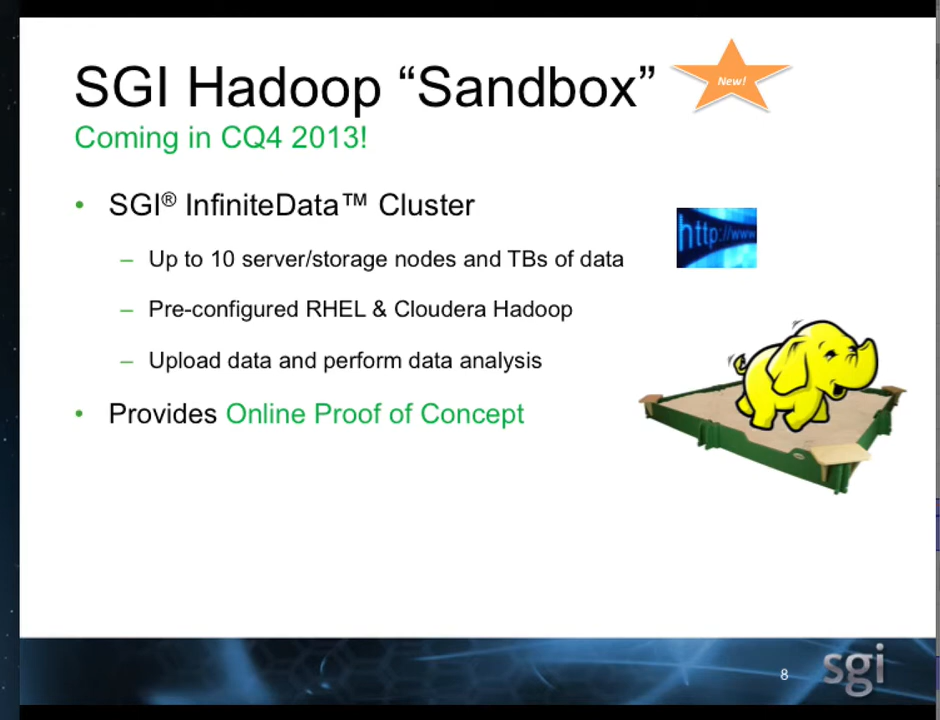 SGI Hadoop “Sandbox”
New!
Coming in CQ4 2013!
• SGI® InfiniteData™ Cluster
http://www
– Up to 10 server/storage nodes and TBs of data
– Pre-configured RHEL & Cloudera Hadoop
– Upload data and perform data analysis
• Provides Online Proof of Concept
8
sgi